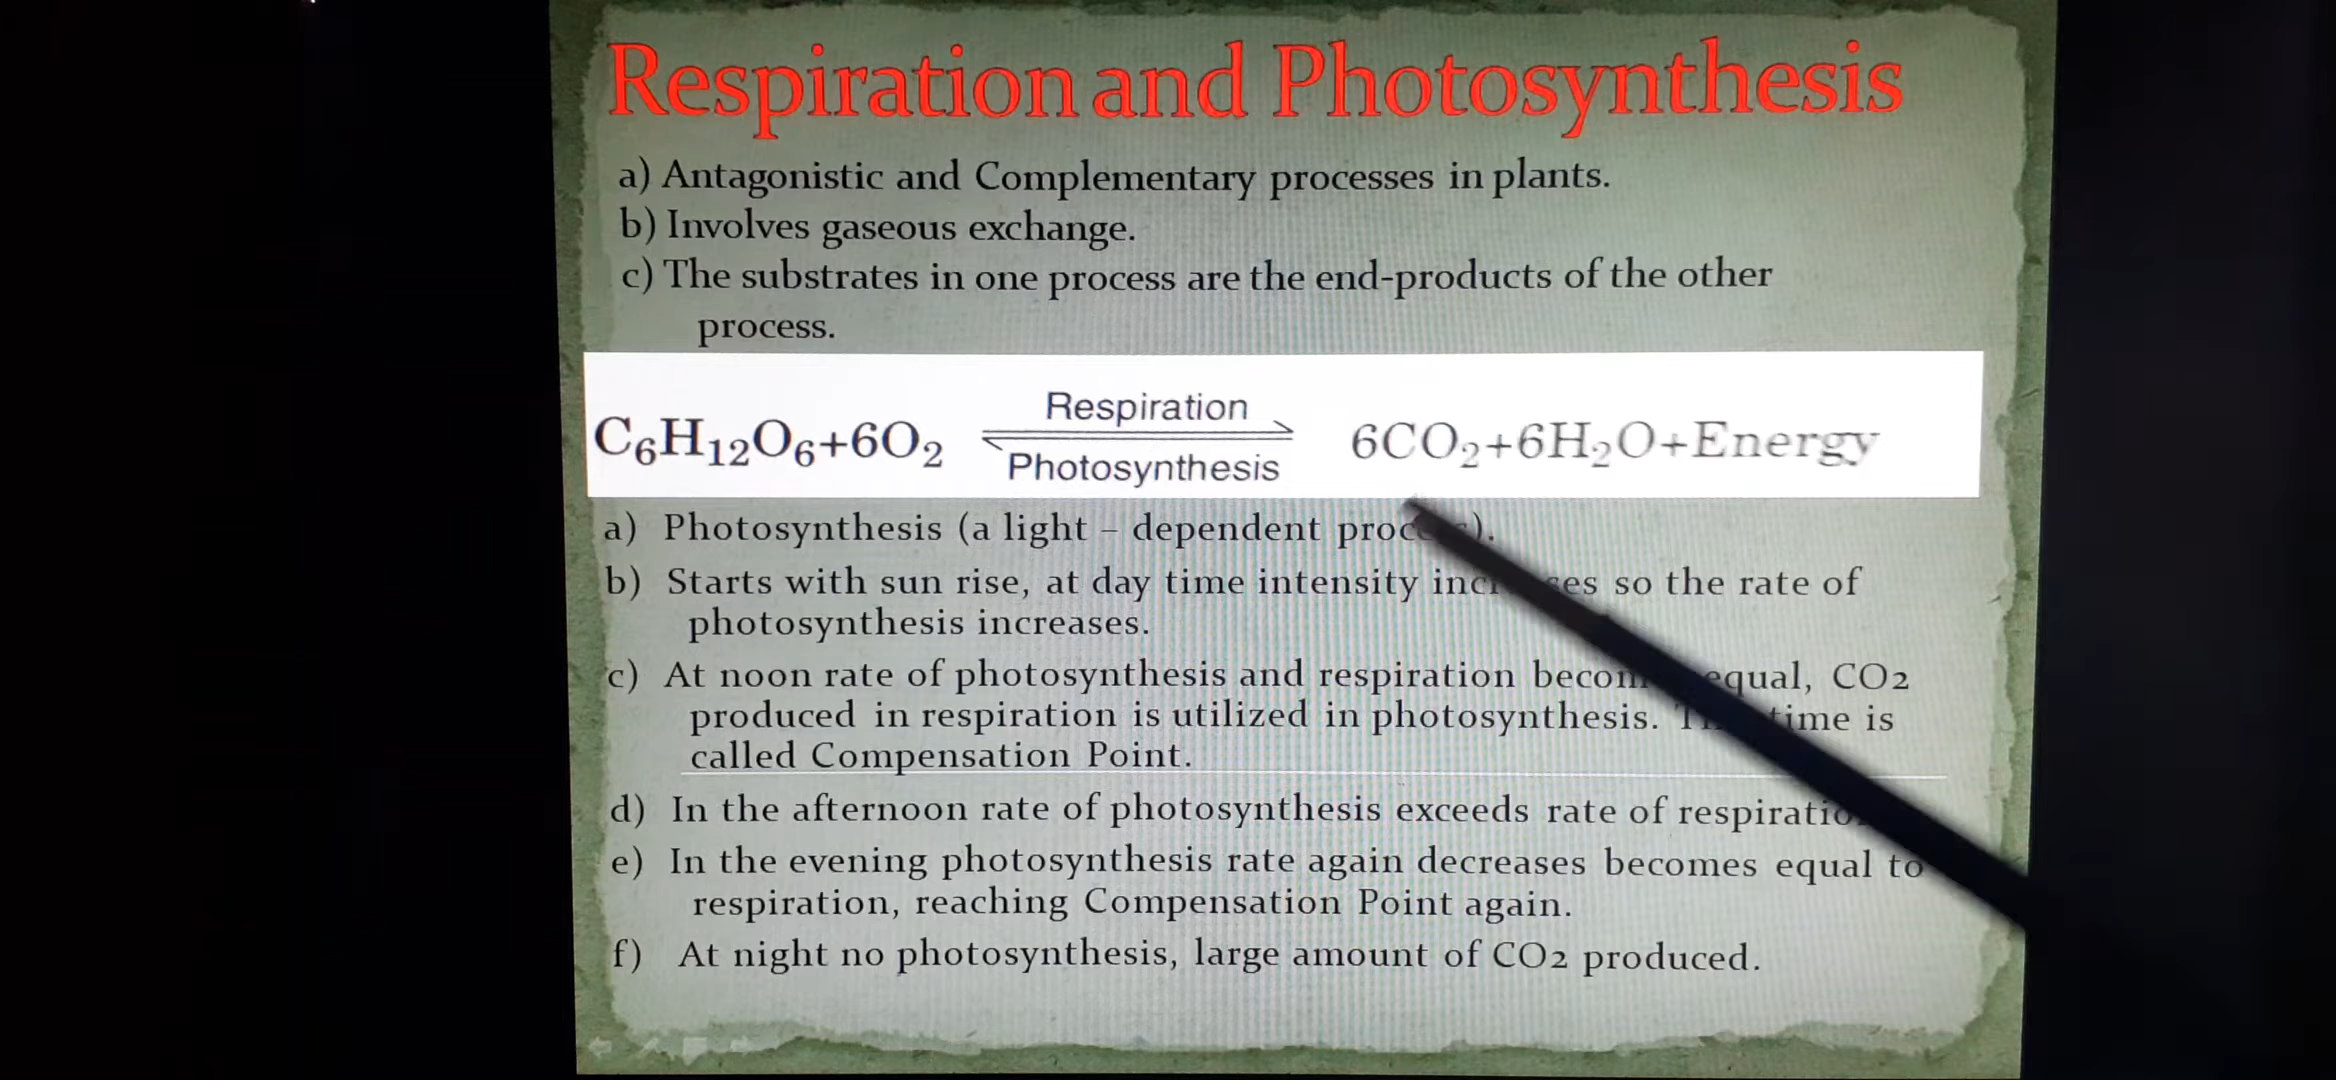 Respiration and Photosynthesis
a) Antagonistic and Complementary processes in plants.
b) Involves gaseous exchange.
c) The substrates in one process are the end-products of the other
process.
Respiration
C6H12O6+6O2 6CO2+6H2O+Energy
Photosynthesis
a) Photosynthesis (a light – dependent
b) Starts with sun rise, at day time intensity so the rate of
photosynthesis increases.
c) At noon rate of photosynthesis and respiration equal, CO2
produced in respiration is utilized in photosynthesis. time is
called Compensation Point.
d) In the afternoon rate of photosynthesis exceeds rate of
e) In the evening photosynthesis rate again decreases becomes equal to
respiration, reaching Compensation Point again.
f) At night no photosynthesis, large amount of CO2 produced.